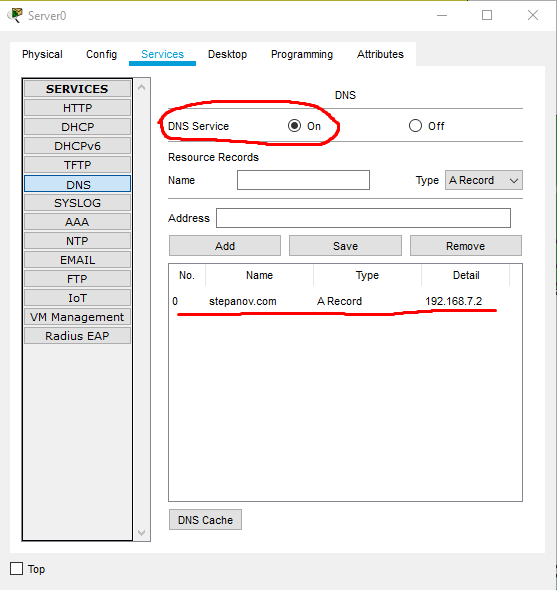 Server0
Physical Config Services Desktop Programming Attributes
SERVICES
HTTP
DHCP
DHCPv6
TFTP
DNS
SYSLOG
AAA
NTP
EMAIL
FTP
IoT
VM Management
Radius EAP
DNS
DNS Service On Off
Resource Records
Name Type A Record
Address
Add Save Remove
No. Name Type Detail
0 stepanov.com A Record 192.168.7.2
DNS Cache
Top